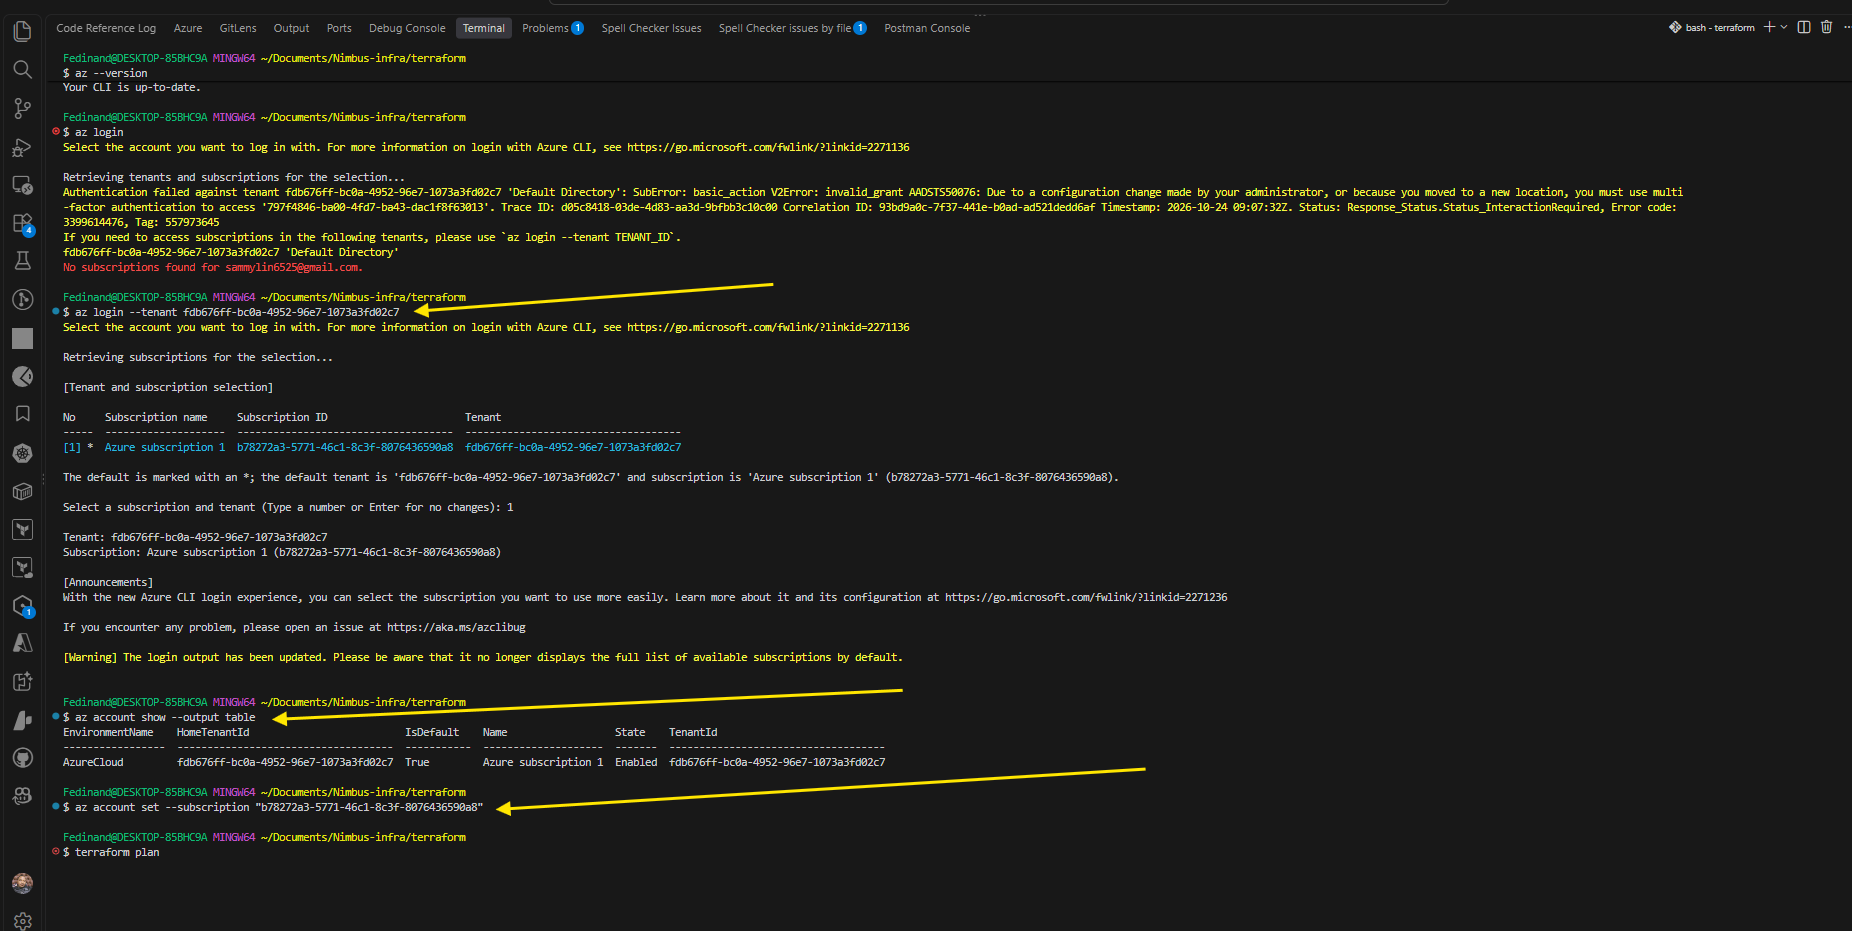 Code Reference Log Azure GitLens Output Ports Debug Console Terminal Problems 1 Spell Checker Issues Spell Checker issues by file 1 Postman Console bash - terraform
Fedinand@DESKTOP-85BHC9A MINGW64 ~/Documents/Nimbus-infra/terraform
$ az --version
Your CLI is up-to-date.
Fedinand@DESKTOP-85BHC9A MINGW64 ~/Documents/Nimbus-infra/terraform
$ az login
Select the account you want to log in with. For more information on login with Azure CLI, see https://go.microsoft.com/fwlink/?linkid=2271136
Retrieving tenants and subscriptions for the selection...
Authentication failed against tenant fdb676ff-bc0a-4952-96e7-1073a3fd02c7 'Default Directory': SubError: basic_action V2Error: invalid_grant AADSTS50076: Due to a configuration change made by your administrator, or because you moved to a new location, you must use multi
-factor authentication to access '797f4846-ba00-4fd7-ba43-dac1f8f63013'. Trace ID: d05c8418-03de-4d83-aa3d-9bfbb3c10c00 Correlation ID: 93bd9a0c-7f37-441e-b0ad-ad521dedd6af Timestamp: 2026-10-24 09:07:32Z. Status: Response_Status.Status_InteractionRequired, Error code:
3399614476, Tag: 557973645
If you need to access subscriptions in the following tenants, please use `az login --tenant TENANT_ID`.
fdb676ff-bc0a-4952-96e7-1073a3fd02c7 'Default Directory'
No subscriptions found for sammylin6525@gmail.com.
Fedinand@DESKTOP-85BHC9A MINGW64 ~/Documents/Nimbus-infra/terraform
$ az login --tenant fdb676ff-bc0a-4952-96e7-1073a3fd02c7
Select the account you want to log in with. For more information on login with Azure CLI, see https://go.microsoft.com/fwlink/?linkid=2271136
Retrieving subscriptions for the selection...
[Tenant and subscription selection]
No Subscription name Subscription ID Tenant
----- -------------------- ------------------------------------ ------------------------------------
[1] * Azure subscription 1 b78272a3-5771-46c1-8c3f-8076436590a8 fdb676ff-bc0a-4952-96e7-1073a3fd02c7
The default is marked with an *; the default tenant is 'fdb676ff-bc0a-4952-96e7-1073a3fd02c7' and subscription is 'Azure subscription 1' (b78272a3-5771-46c1-8c3f-8076436590a8).
Select a subscription and tenant (Type a number or Enter for no changes): 1
Tenant: fdb676ff-bc0a-4952-96e7-1073a3fd02c7
Subscription: Azure subscription 1 (b78272a3-5771-46c1-8c3f-8076436590a8)
[Announcements]
With the new Azure CLI login experience, you can select the subscription you want to use more easily. Learn more about it and its configuration at https://go.microsoft.com/fwlink/?linkid=2271236
If you encounter any problem, please open an issue at https://aka.ms/azclibug
[Warning] The login output has been updated. Please be aware that it no longer displays the full list of available subscriptions by default.
Fedinand@DESKTOP-85BHC9A MINGW64 ~/Documents/Nimbus-infra/terraform
$ az account show --output table
EnvironmentName HomeTenantId IsDefault Name State TenantId
----------------- ------------------------------------ ----------- -------------------- ------- ------------------------------------
AzureCloud fdb676ff-bc0a-4952-96e7-1073a3fd02c7 True Azure subscription 1 Enabled fdb676ff-bc0a-4952-96e7-1073a3fd02c7
Fedinand@DESKTOP-85BHC9A MINGW64 ~/Documents/Nimbus-infra/terraform
$ az account set --subscription "b78272a3-5771-46c1-8c3f-8076436590a8"
Fedinand@DESKTOP-85BHC9A MINGW64 ~/Documents/Nimbus-infra/terraform
$ terraform plan
4
1